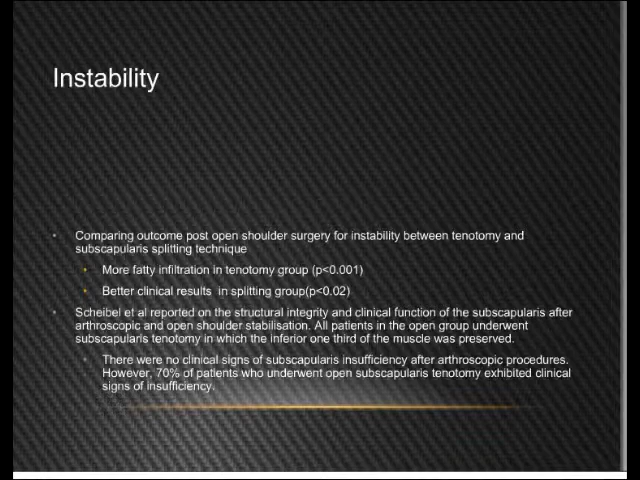 Instability
• Comparing outcome post open shoulder surgery for instability between tenotomy and
subscapularis splitting technique
• More fatty infiltration in tenotomy group (p<0.001)
• Better clinical results in splitting group(p<0.02)
• Scheibel et al reported on the structural integrity and clinical function of the subscapularis after
arthroscopic and open shoulder stabilisation. All patients in the open group underwent
subscapularis tenotomy in which the inferior one third of the muscle was preserved.
• There were no clinical signs of subscapularis insufficiency after arthroscopic procedures.
However, 70% of patients who underwent open subscapularis tenotomy exhibited clinical
signs of insufficiency.